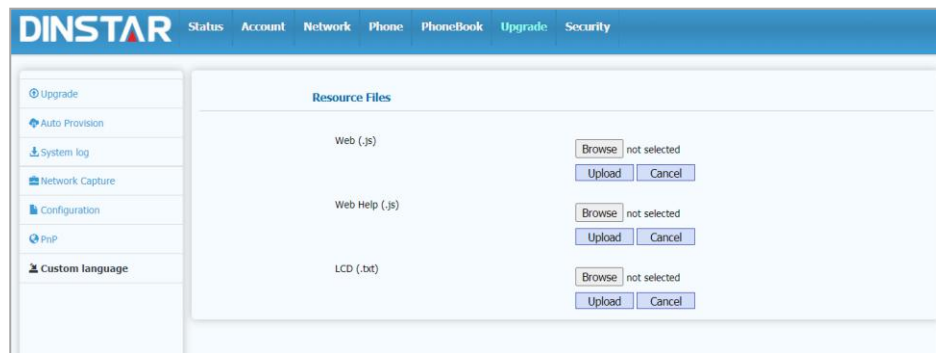 DINSTAR Status Account Network Phone PhoneBook Upgrade Security
Upgrade
Auto Provision
System log
Network Capture
Configuration
PnP
Custom language
Resource Files
Web (.js)
Browse not selected
Upload Cancel
Web Help (.js)
Browse not selected
Upload Cancel
LCD (.txt)
Browse not selected
Upload Cancel